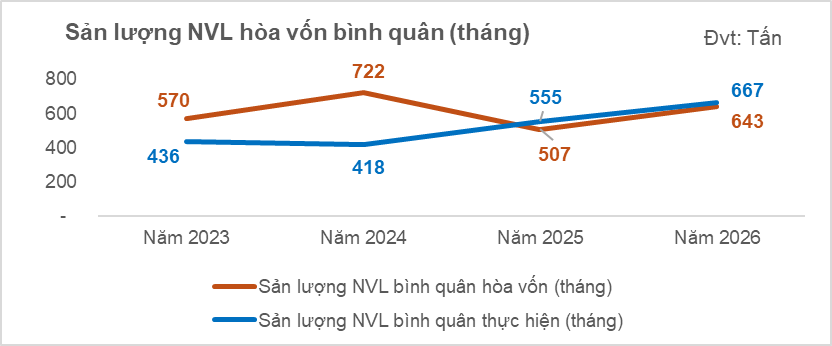 Sản lượng NVL hòa vốn bình quân (tháng)
Đvt: Tấn
800
600
400
200
-
570
722
555
667
436
418
507
643
Năm 2023
Năm 2024
Năm 2025
Năm 2026
Sản lượng NVL bình quân hòa vốn (tháng)
Sản lượng NVL bình quân thực hiện (tháng)